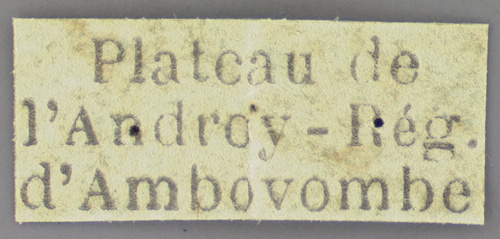 Plateau de
l'Androy - Rég.
d'Ambovombe